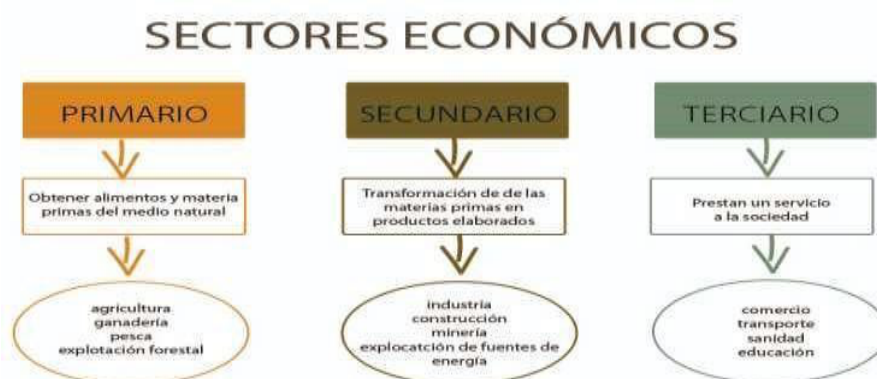 SECTORES ECONÓMICOS
PRIMARIO
Obtener alimentos y materia
primas del medio natural
agricultura
ganadería
pesca
explotación forestal
SECUNDARIO
Transformación de de las
materias primas en
productos elaborados
industria
construcción
minería
explocatción de fuentes de
energía
TERCIARIO
Prestan un servicio
a la sociedad
comercio
transporte
sanidad
educación